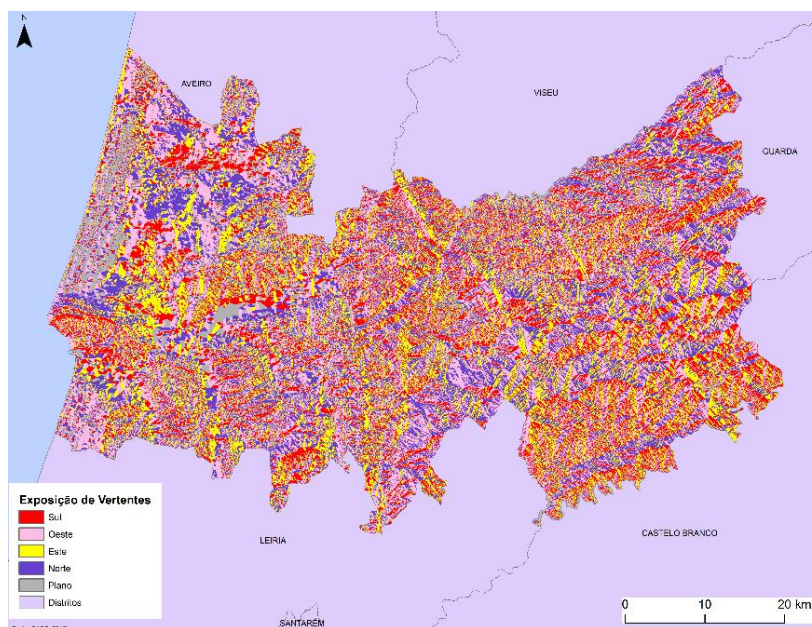 N
AVEIRO
VISEU
GUARDA
Exposição de Vertentes
Sul
Oeste
Este
Norte
Plano
Distritos
LEIRIA
CASTELO BRANCO
SANTARÉM
0 10 20 km